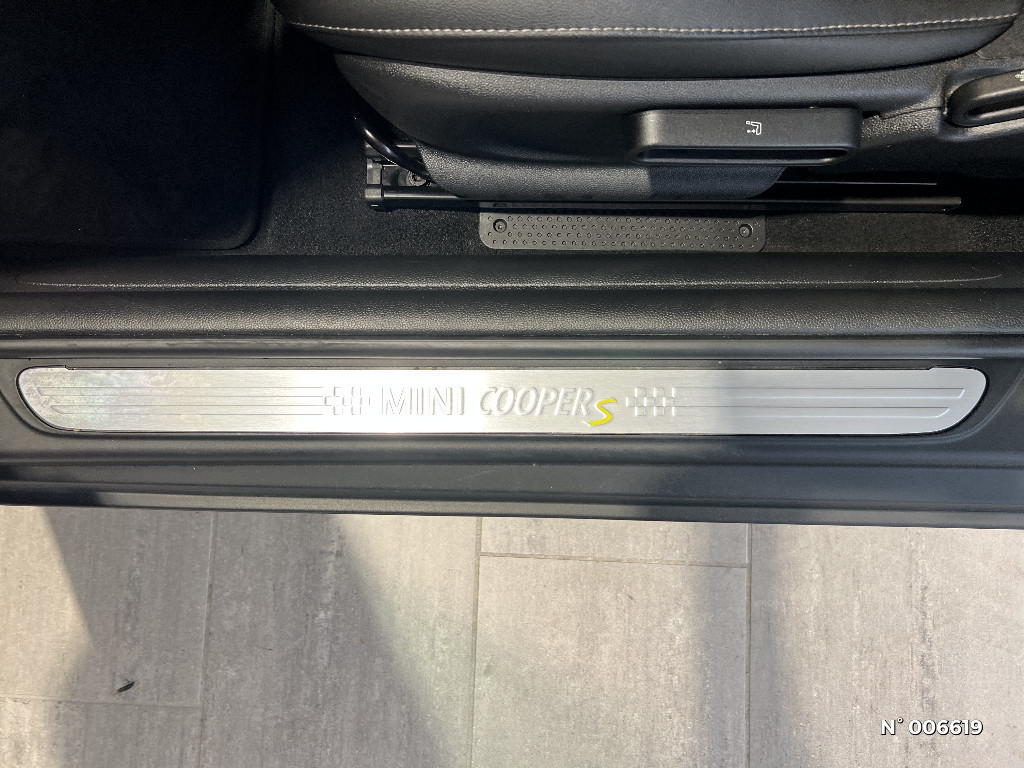 MINI COOPER S
N° 006619